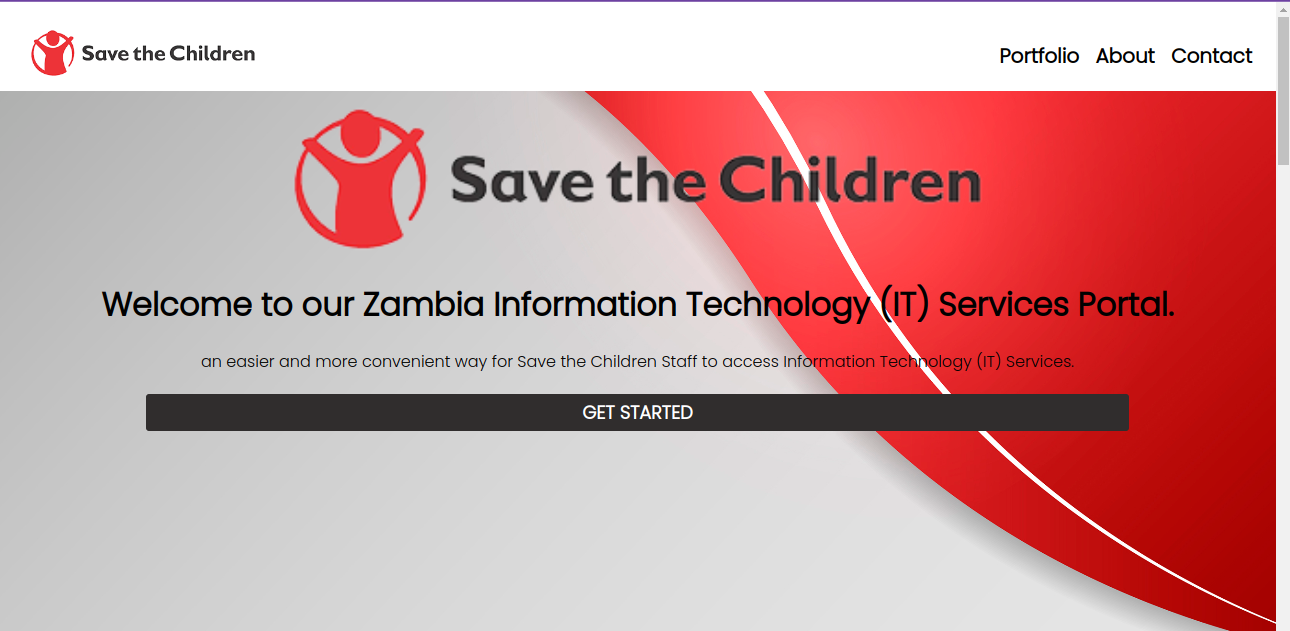 Save the Children
Portfolio About Contact
Save the Children
Welcome to our Zambia Information Technology (IT) Services Portal.
an easier and more convenient way for Save the Children Staff to access Information Technology (IT) Services.
GET STARTED